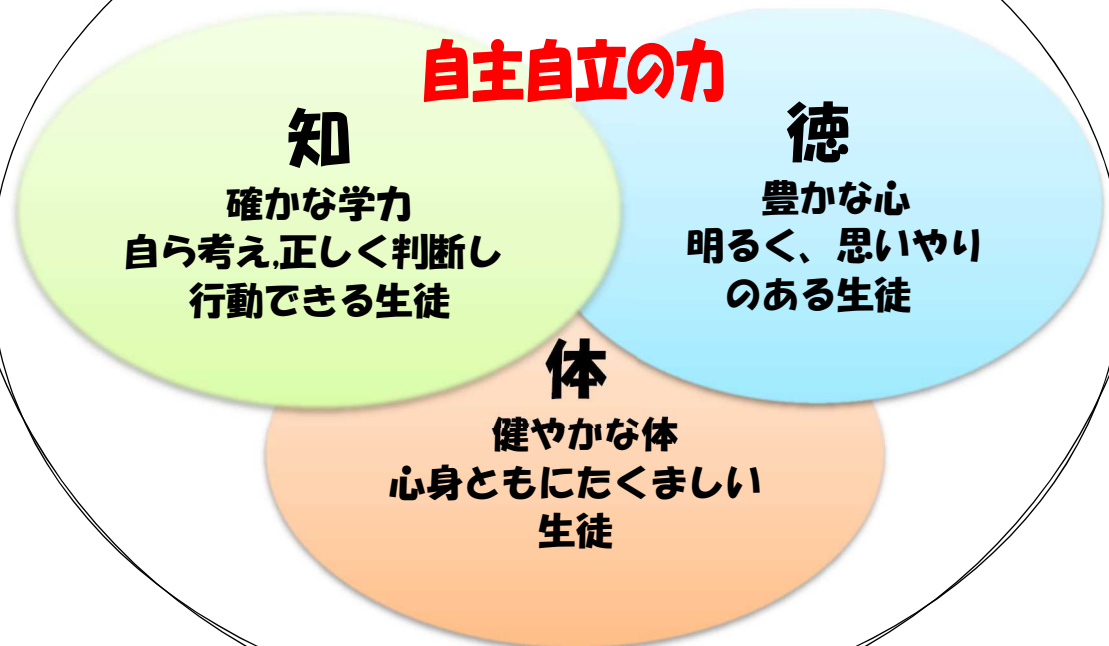 自主自立の力
知
確かな学力
自ら考え,正しく判断し
行動できる生徒
徳
豊かな心
明るく、思いやり
のある生徒
体
健やかな体
心身ともにたくましい
生徒